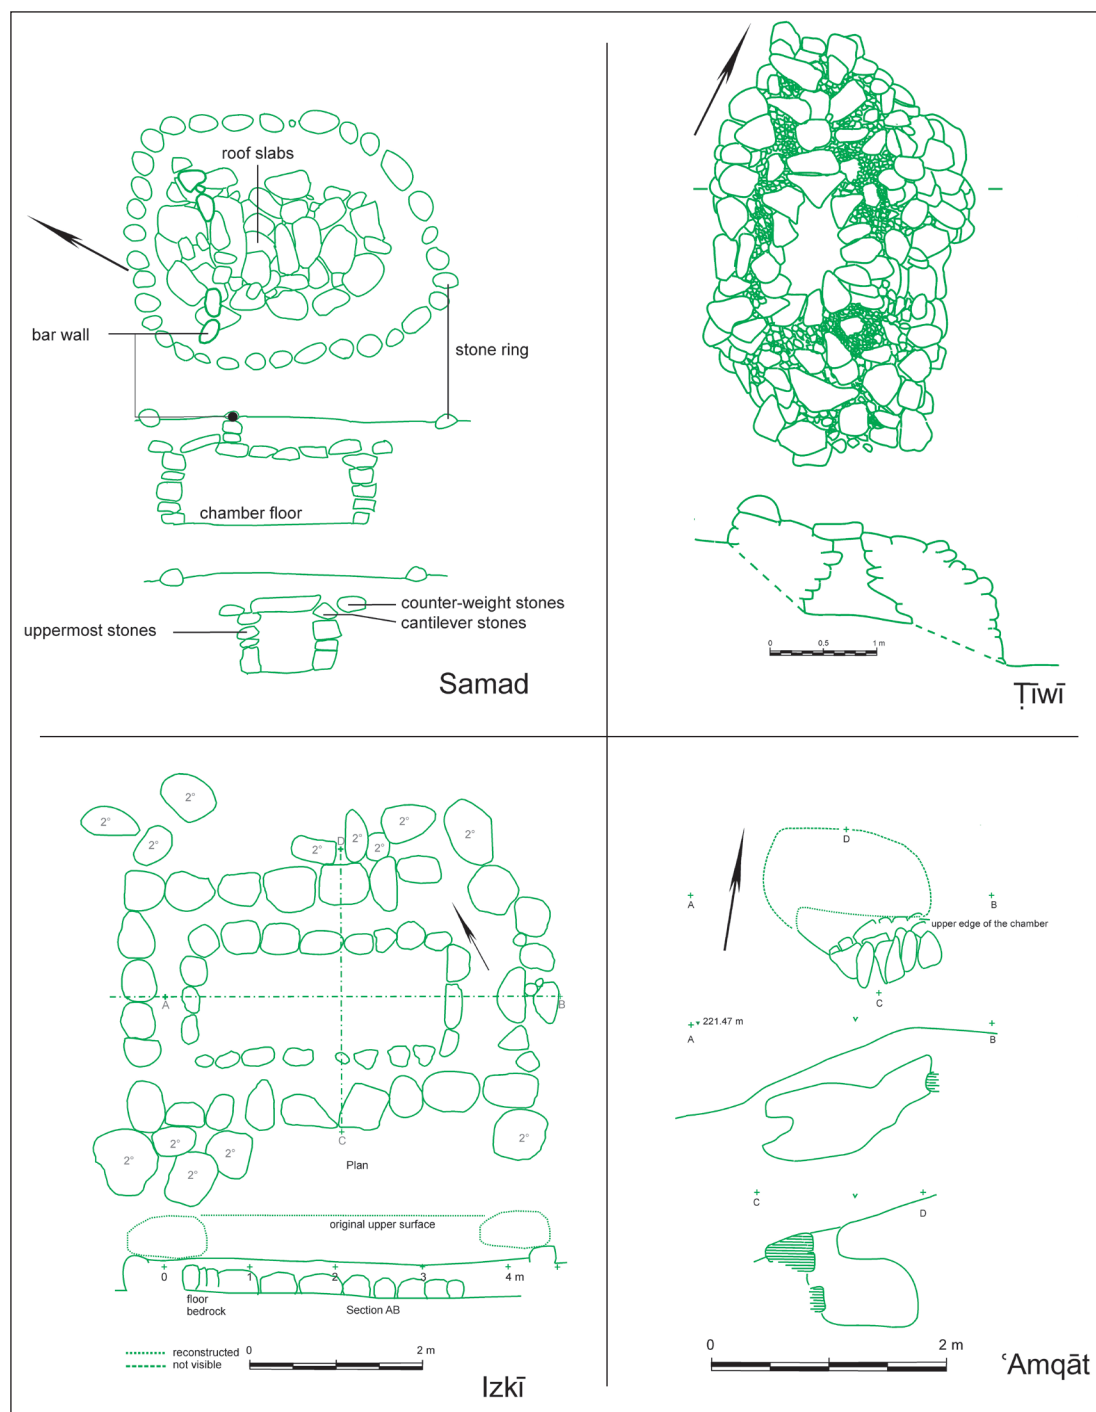 roof slabs
bar wall
stone ring
chamber floor
counter-weight stones
cantilever stones
uppermost stones
Samad
0 0.5 1 m
Ṭīwī
2°
2°
2°
2°
2°
2°
2°
D
A
B
2°
2°
2°
2°
2°
C
Plan
original upper surface
0 1 2 3 4 m
floor
bedrock
Section AB
reconstructed
not visible
0 2 m
Izkī
D
A
B
upper edge of the chamber
C
221.47 m
A
B
C
D
0 2 m
ʿAmqāt